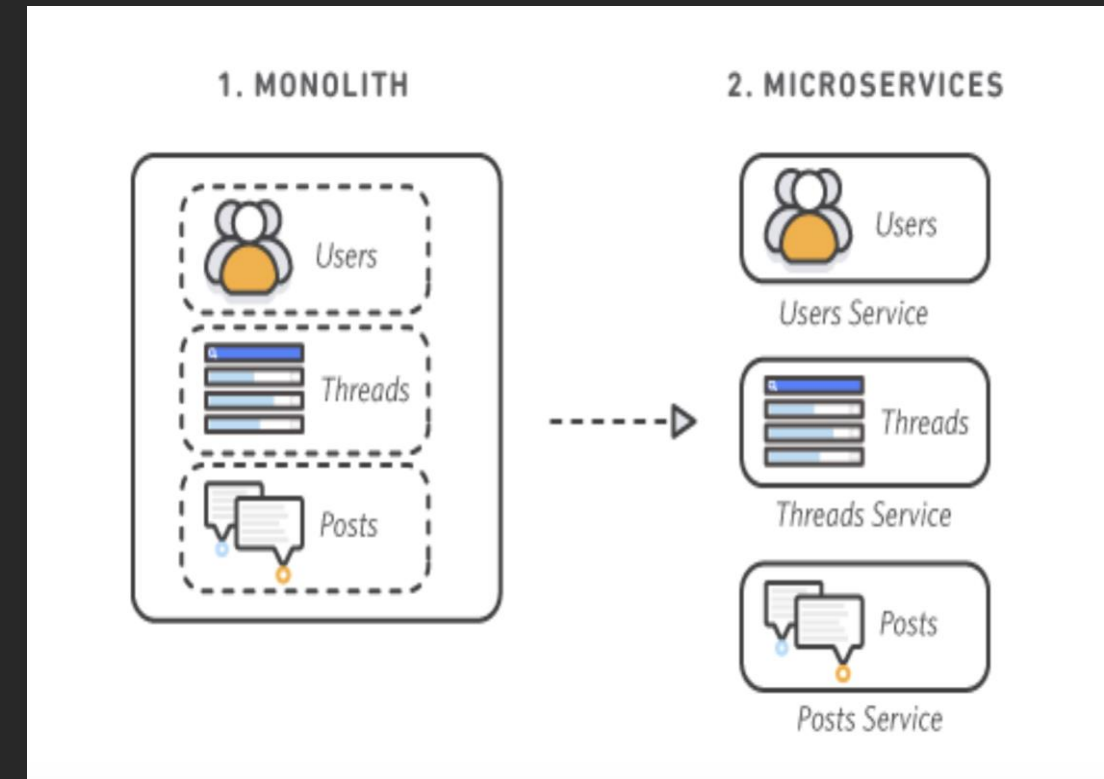 1. MONOLITH
Users
Threads
Posts
2. MICROSERVICES
Users
Users Service
Threads
Threads Service
Posts
Posts Service